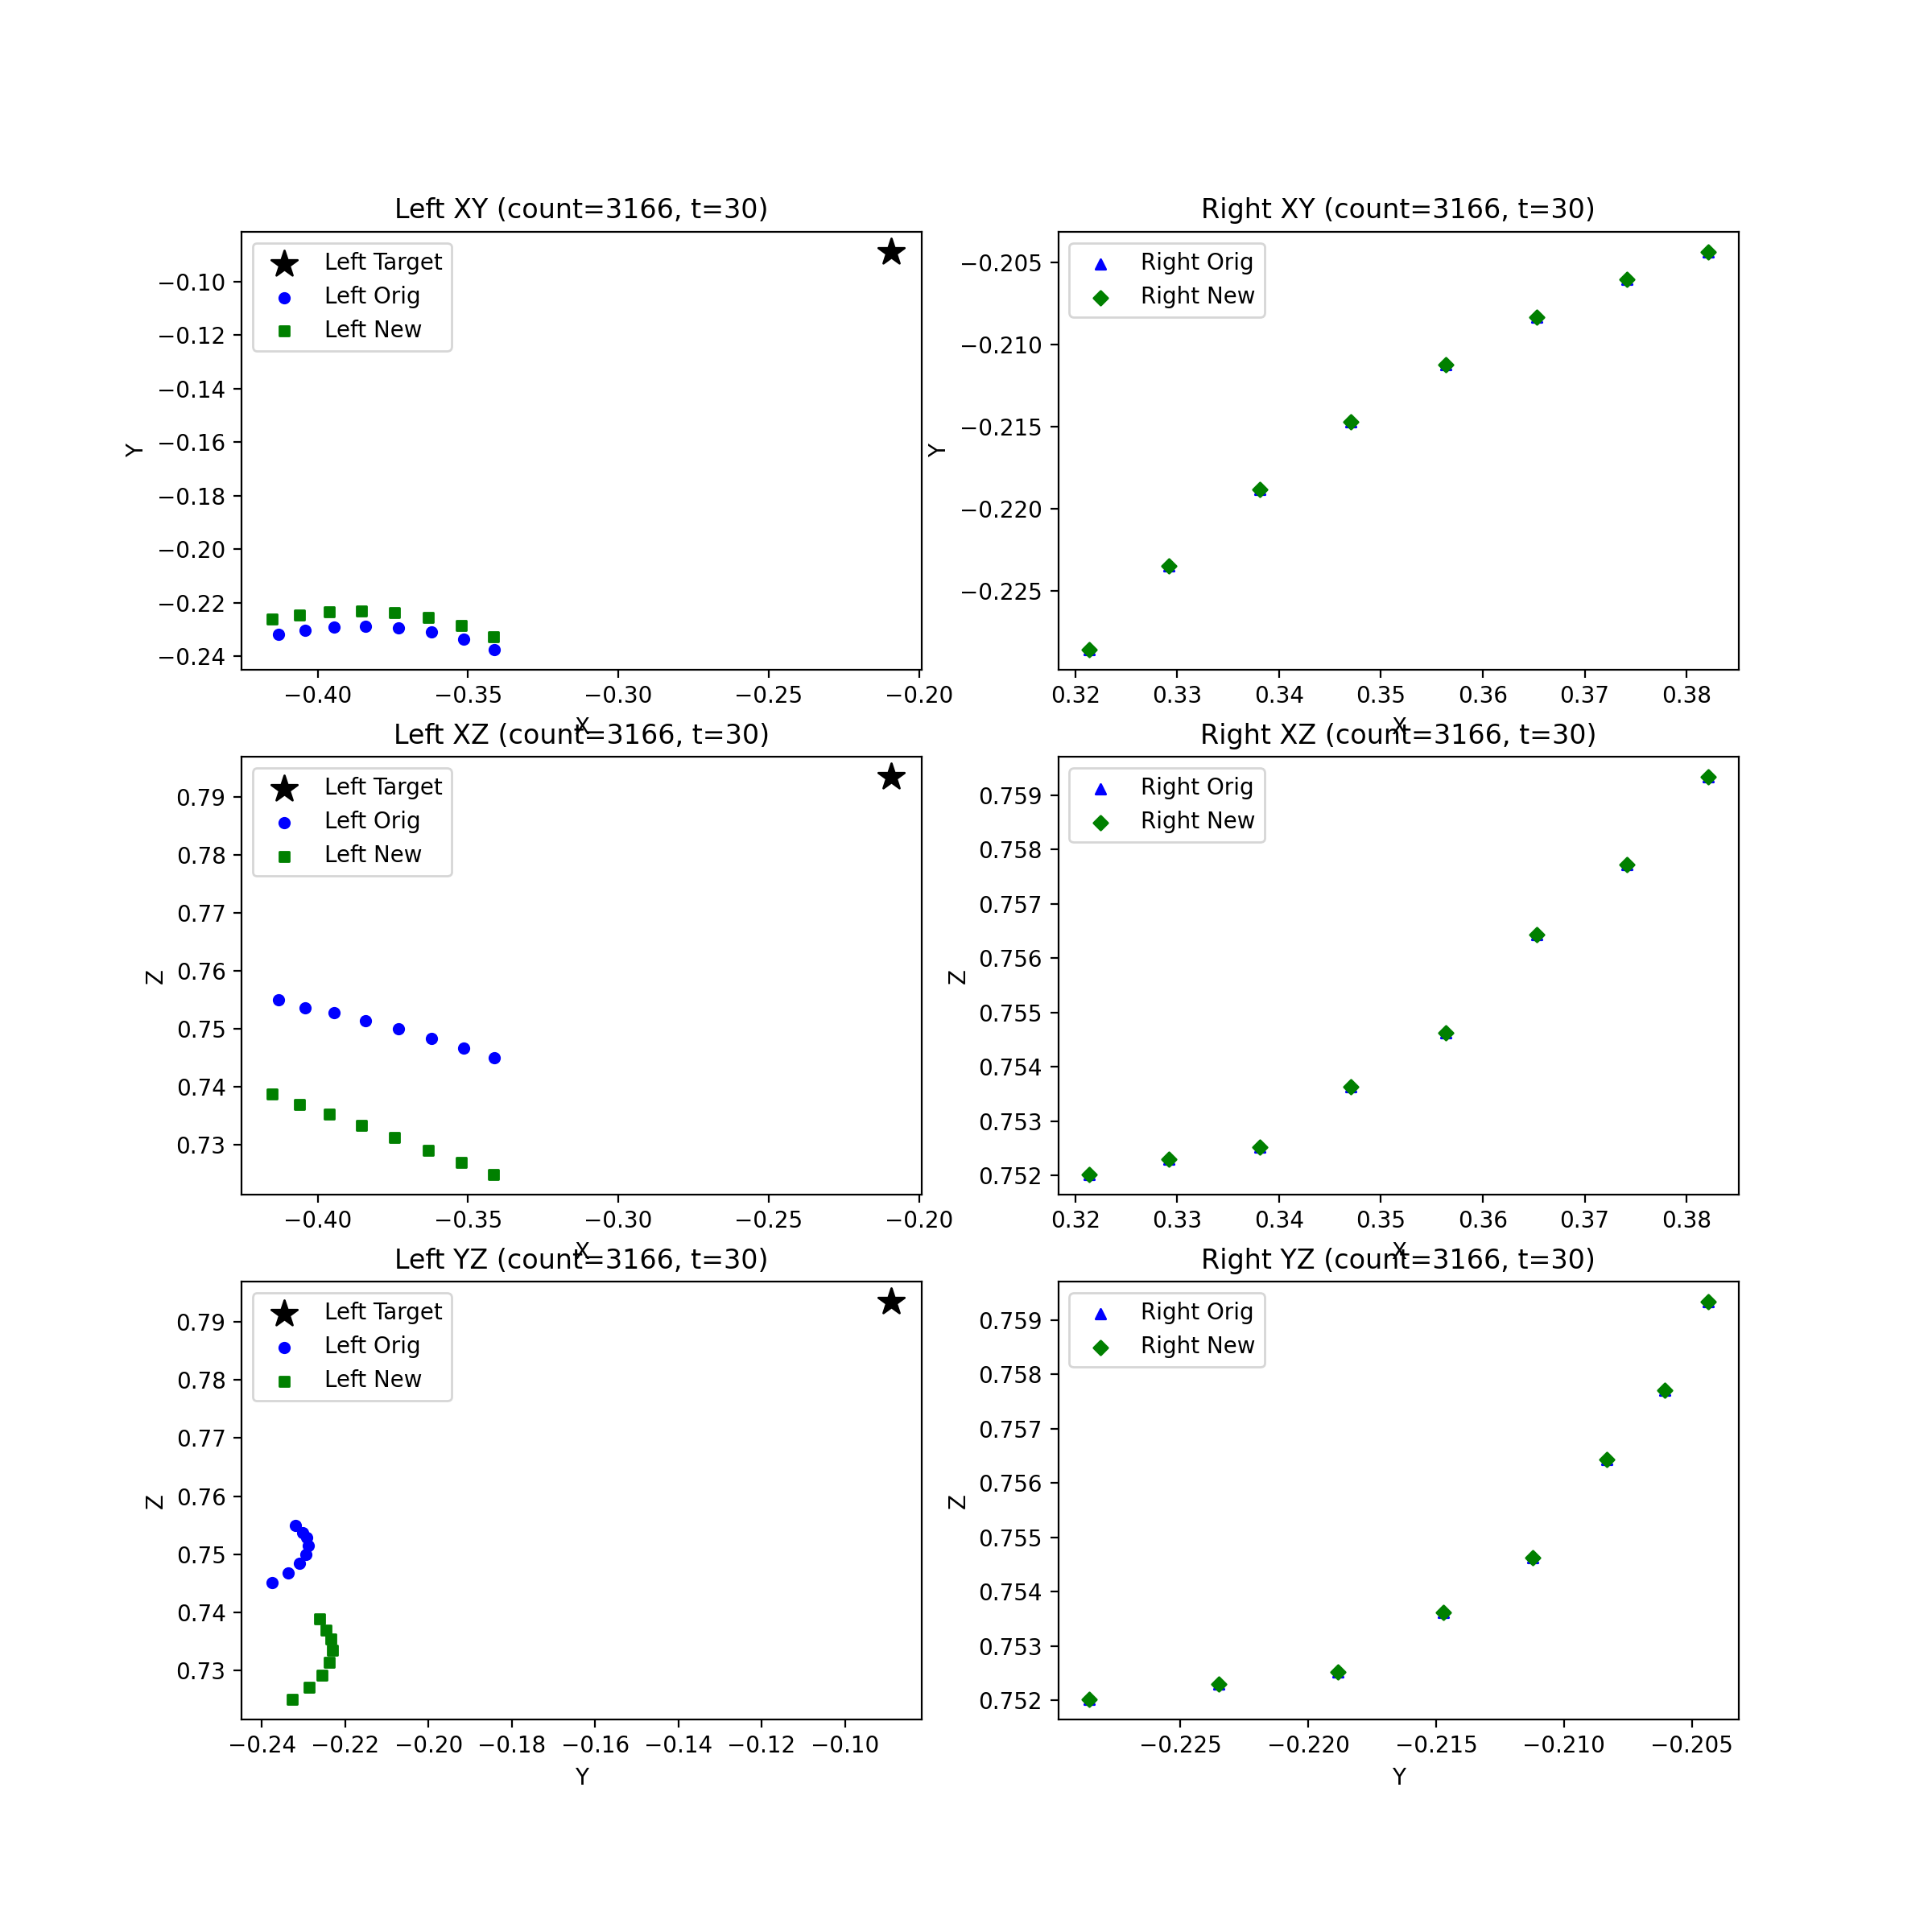 Left XY (count=3166, t=30)
Left Target
Left Orig
Left New
−0.10
−0.12
−0.14
−0.16
−0.18
−0.20
−0.22
−0.24
Y
−0.40
−0.35
−0.30
−0.25
−0.20
X
Right XY (count=3166, t=30)
Right Orig
Right New
−0.205
−0.210
−0.215
−0.220
−0.225
Y
0.32
0.33
0.34
0.35
0.36
0.37
0.38
X
Left XZ (count=3166, t=30)
Left Target
Left Orig
Left New
0.79
0.78
0.77
0.76
0.75
0.74
0.73
Z
−0.40
−0.35
−0.30
−0.25
−0.20
X
Right XZ (count=3166, t=30)
Right Orig
Right New
0.759
0.758
0.757
0.756
0.755
0.754
0.753
0.752
Z
0.32
0.33
0.34
0.35
0.36
0.37
0.38
X
Left YZ (count=3166, t=30)
Left Target
Left Orig
Left New
0.79
0.78
0.77
0.76
0.75
0.74
0.73
Z
−0.24
−0.22
−0.20
−0.18
−0.16
−0.14
−0.12
−0.10
Y
Right YZ (count=3166, t=30)
Right Orig
Right New
0.759
0.758
0.757
0.756
0.755
0.754
0.753
0.752
Z
−0.225
−0.220
−0.215
−0.210
−0.205
Y